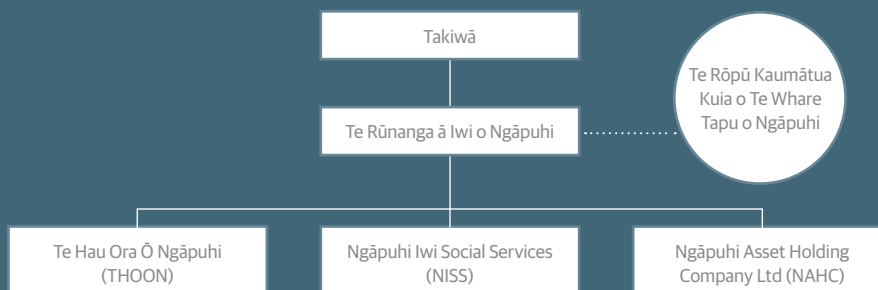 Takiwā
Te Rōpū Kaumātua
Kuia o Te Whare
Tapu o Ngāpuhi
Te Rūnanga ā Iwi o Ngāpuhi
Te Hau Ora Ō Ngāpuhi
(THOON)
Ngāpuhi Iwi Social Services
(NISS)
Ngāpuhi Asset Holding
Company Ltd (NAHC)